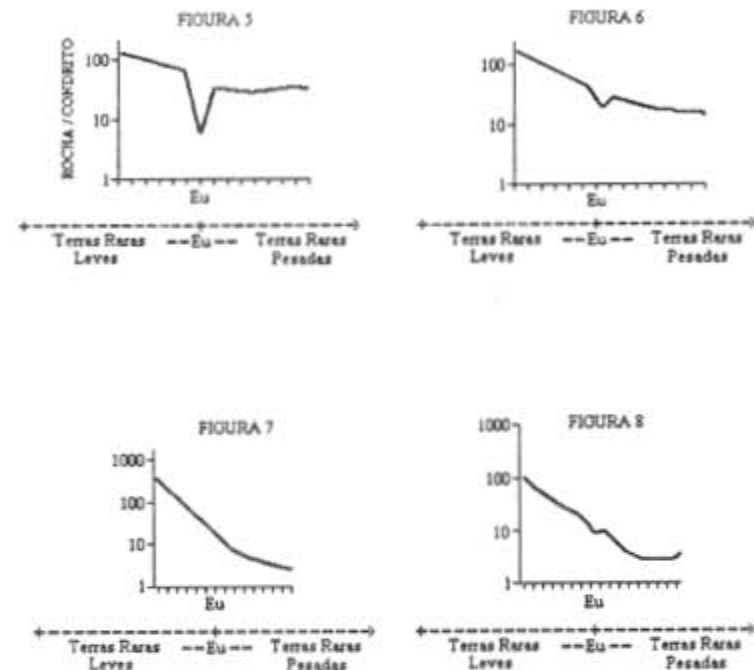 FIGURA 5
ROCHA / CONDRITO
100
10
1
Eu
Terras Raras Leves --Eu-- Terras Raras Pesadas
FIGURA 6
100
10
1
Eu
Terras Raras Leves --Eu-- Terras Raras Pesadas
FIGURA 7
1000
100
10
1
Eu
Terras Raras Leves --Eu-- Terras Raras Pesadas
FIGURA 8
1000
100
10
1
Eu
Terras Raras Leves --Eu-- Terras Raras Pesadas